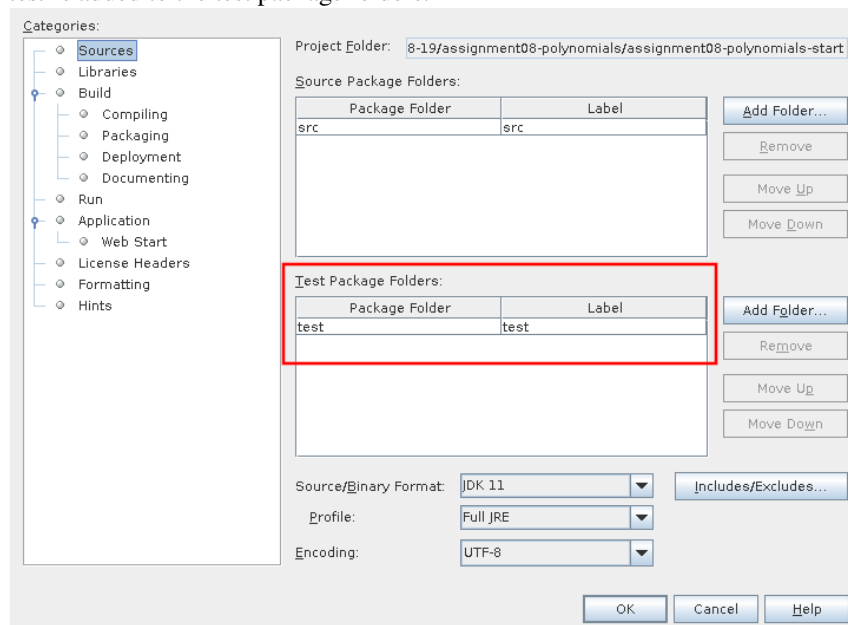 Categories:
Sources
Libraries
Build
Compiling
Packaging
Deployment
Documenting
Run
Application
Web Start
License Headers
Formatting
Hints
Project Folder: 8-19/assignment08-polynomials/assignment08-polynomials-start
Source Package Folders:
Package Folder Label
src src
Add Folder...
Remove
Move Up
Move Down
Test Package Folders:
Package Folder Label
test test
Add Folder...
Remove
Move Up
Move Down
Source/Binary Format: JDK 11
Includes/Excludes...
Profile: Full JRE
Encoding: UTF-8
OK Cancel Help